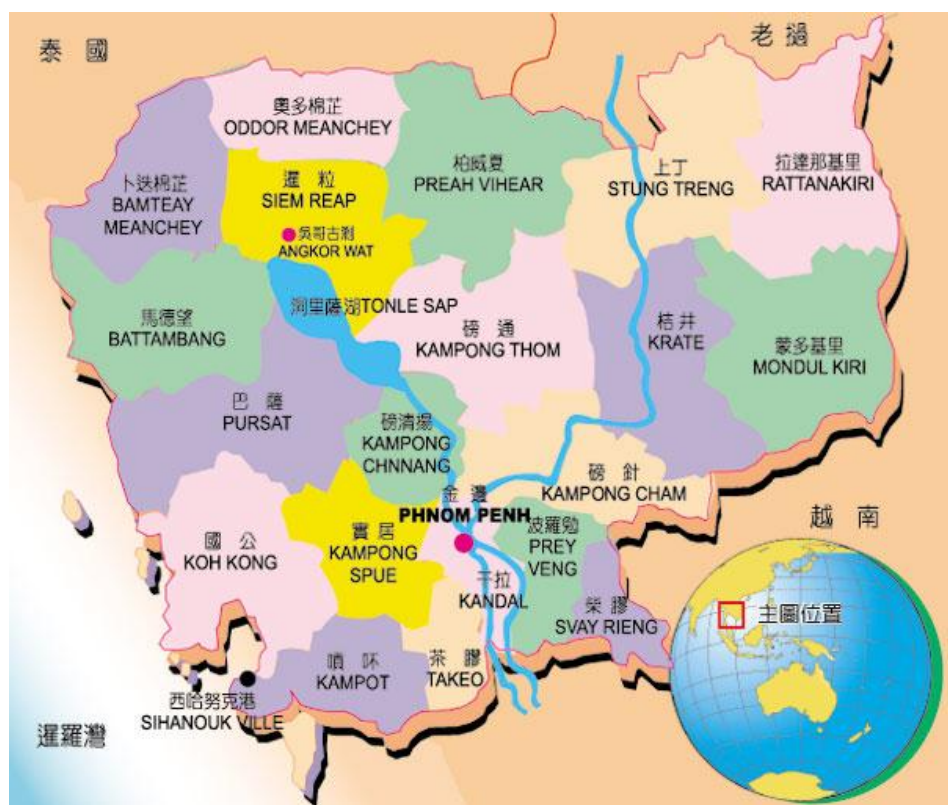 泰國
老撾
奧多棉芷
ODDOR MEANCHEY
柏威夏
PREAH VIHEAR
上丁
STUNG TRENG
拉達那基里
RATTANAKIRI
卜迭棉芷
BAMTEAY
MEANCHEY
暹粒
SIEM REAP
吳哥古剎
ANGKOR WAT
洞里薩湖TONLE SAP
馬德望
BATTAMBANG
磅通
KAMPONG THOM
桔井
KRATE
蒙多基里
MONDUL KIRI
巴薩
PURSAT
磅清揚
KAMPONG
CHNNANG
磅針
KAMPONG CHAM
金邊
PHNOM PENH
國公
KOH KONG
實居
KAMPONG
SPUE
波羅勉
PREY
VENG
越南
干拉
KANDAL
柴膠
SVAY RIENG
主圖位置
噴吥
KAMPOT
茶膠
TAKEO
西哈努克港
SIHANOUK VILLE
暹羅灣